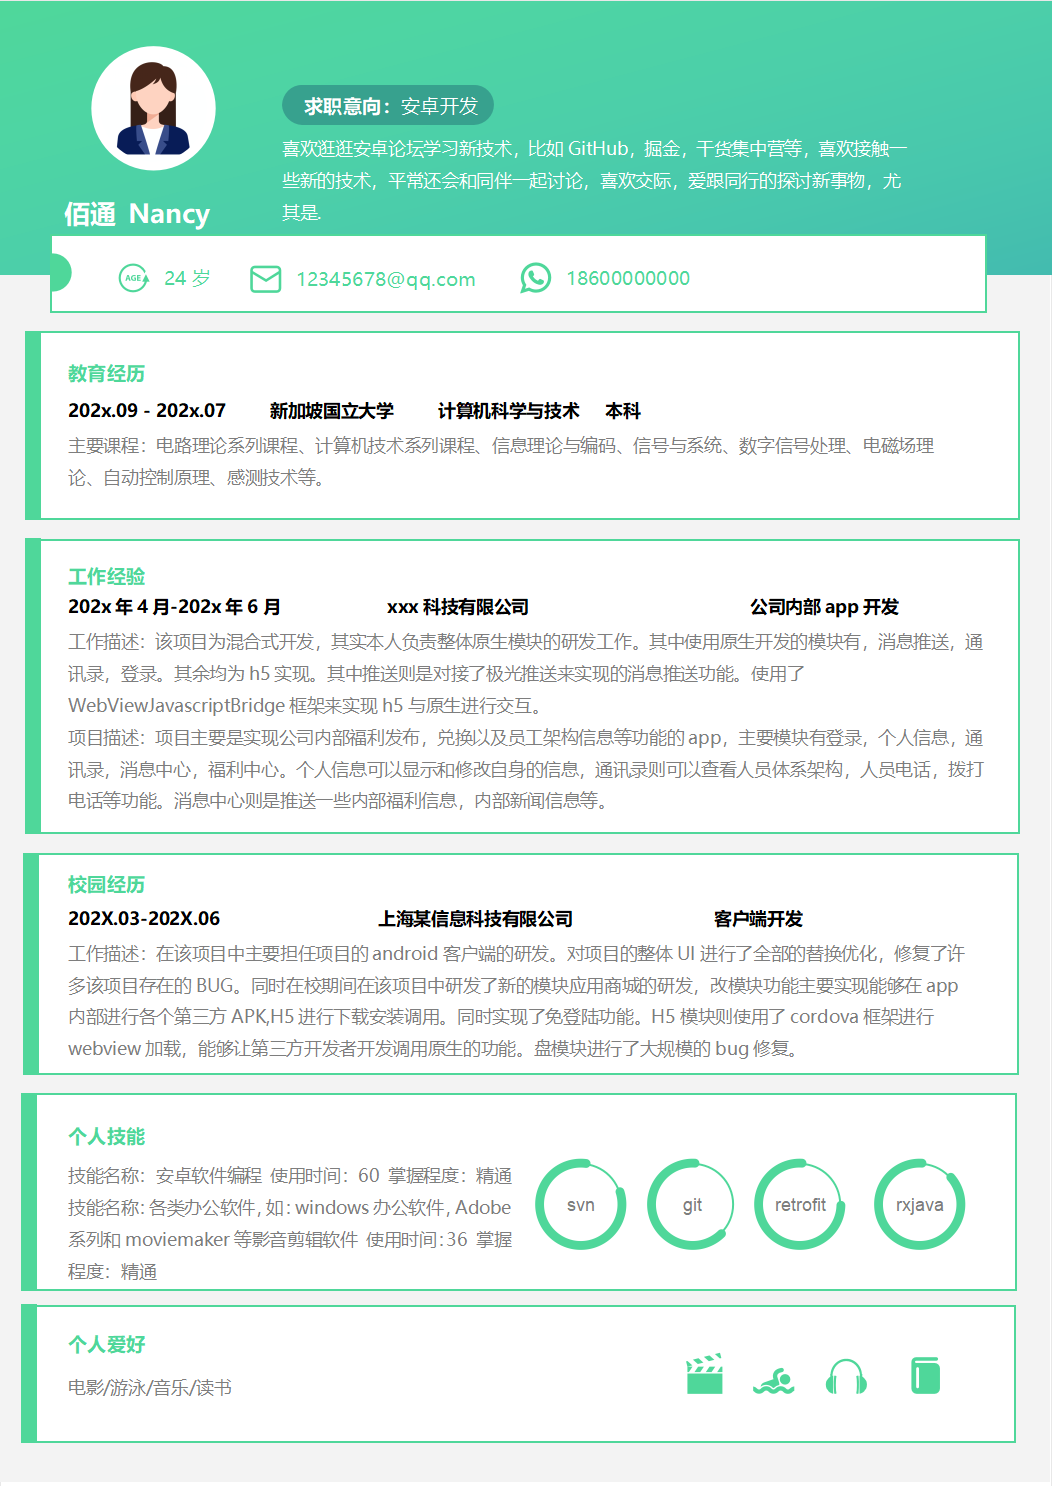 求职意向：安卓开发
喜欢逛逛安卓论坛学习新技术，比如 GitHub，掘金，干货集中营等，喜欢接触一
些新的技术，平常还会和同伴一起讨论，喜欢交际，爱跟同行的探讨新事物，尤
其是.
佰通 Nancy
AGE 24 岁 12345678@qq.com 18600000000
教育经历
202x.09 - 202x.07 新加坡国立大学 计算机科学与技术 本科
主要课程：电路理论系列课程、计算机技术系列课程、信息理论与编码、信号与系统、数字信号处理、电磁场理
论、自动控制原理、感测技术等。
工作经验
202x 年 4 月-202x 年 6 月 xxx 科技有限公司 公司内部 app 开发
工作描述：该项目为混合式开发，其实本人负责整体原生模块的研发工作。其中使用原生开发的模块有，消息推送，通
讯录，登录。其余均为 h5 实现。其中推送则是对接了极光推送来实现的消息推送功能。使用了
WebViewJavascriptBridge 框架来实现 h5 与原生进行交互。
项目描述：项目主要是实现公司内部福利发布，兑换以及员工架构信息等功能的 app，主要模块有登录，个人信息，通
讯录，消息中心，福利中心。个人信息可以显示和修改自身的信息，通讯录则可以查看人员体系架构，人员电话，拨打
电话等功能。消息中心则是推送一些内部福利信息，内部新闻信息等。
校园经历
202X.03-202X.06 上海某信息科技有限公司 客户端开发
工作描述：在该项目中主要担任项目的 android 客户端的研发。对项目的整体 UI 进行了全部的替换优化，修复了许
多该项目存在的 BUG。同时在校期间在该项目中研发了新的模块应用商城的研发，改模块功能主要实现能够在 app
内部进行各个第三方 APK,H5 进行下载安装调用。同时实现了免登陆功能。H5 模块则使用了 cordova 框架进行
webview 加载，能够让第三方开发者开发调用原生的功能。盘模块进行了大规模的 bug 修复。
个人技能
技能名称：安卓软件编程 使用时间：60 掌握程度：精通
技能名称：各类办公软件，如：windows 办公软件，Adobe
系列和 moviemaker 等影音剪辑软件 使用时间：36 掌握
程度：精通
svn git retrofit rxjava
个人爱好
电影/游泳/音乐/读书